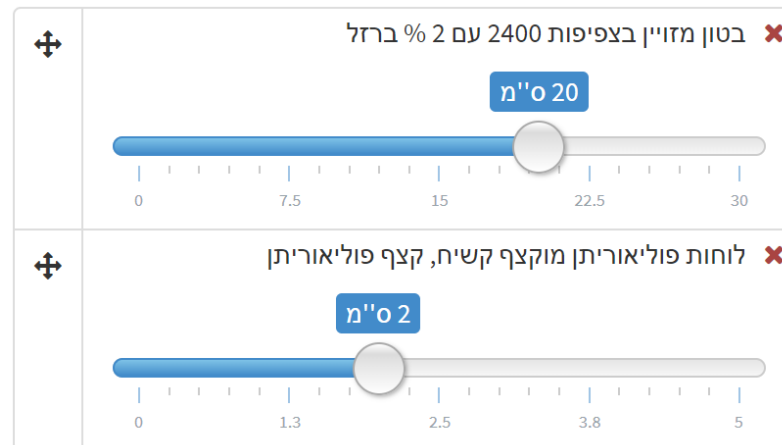 בטון מזויין בצפיפות 2400 עם 2 % ברזל
20 ס''מ
0 7.5 15 22.5 30
לוחות פוליאוריתן מוקצף קשיח, קצף פוליאוריתן
2 ס''מ
0 1.3 2.5 3.8 5